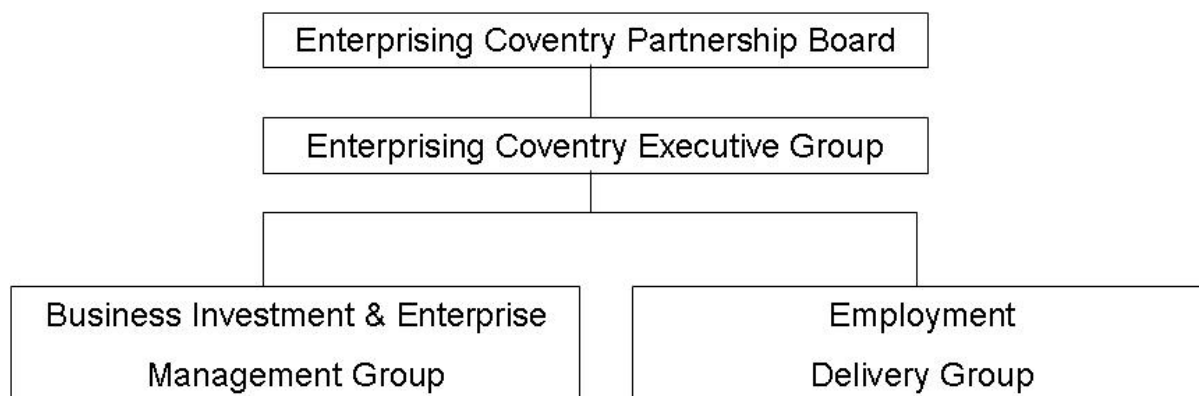 Enterprising Coventry Partnership Board
Enterprising Coventry Executive Group
Business Investment & Enterprise
Management Group
Employment
Delivery Group